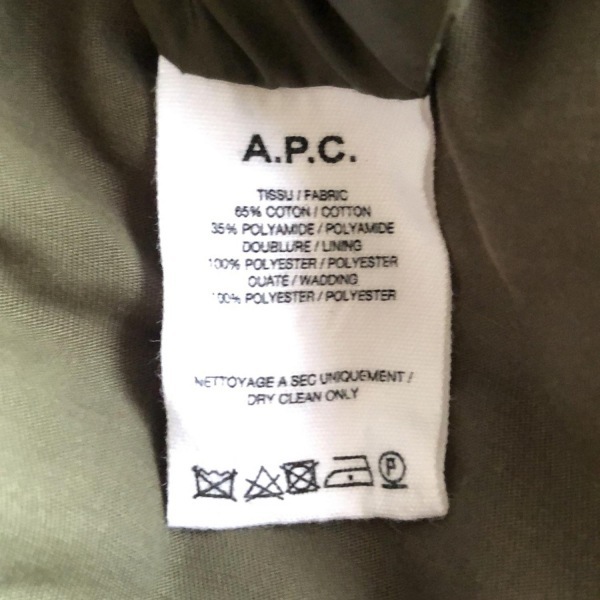 A.P.C.
TISSU / FABRIC
65% COTON / COTTON
35% POLYAMIDE / POLYAMIDE
DOUBLURE / LINING
100% POLYESTER / POLYESTER
OUATE / WADDING
100% POLYESTER / POLYESTER
NETTOYAGE A SEC UNIQUEMENT /
DRY CLEAN ONLY
P